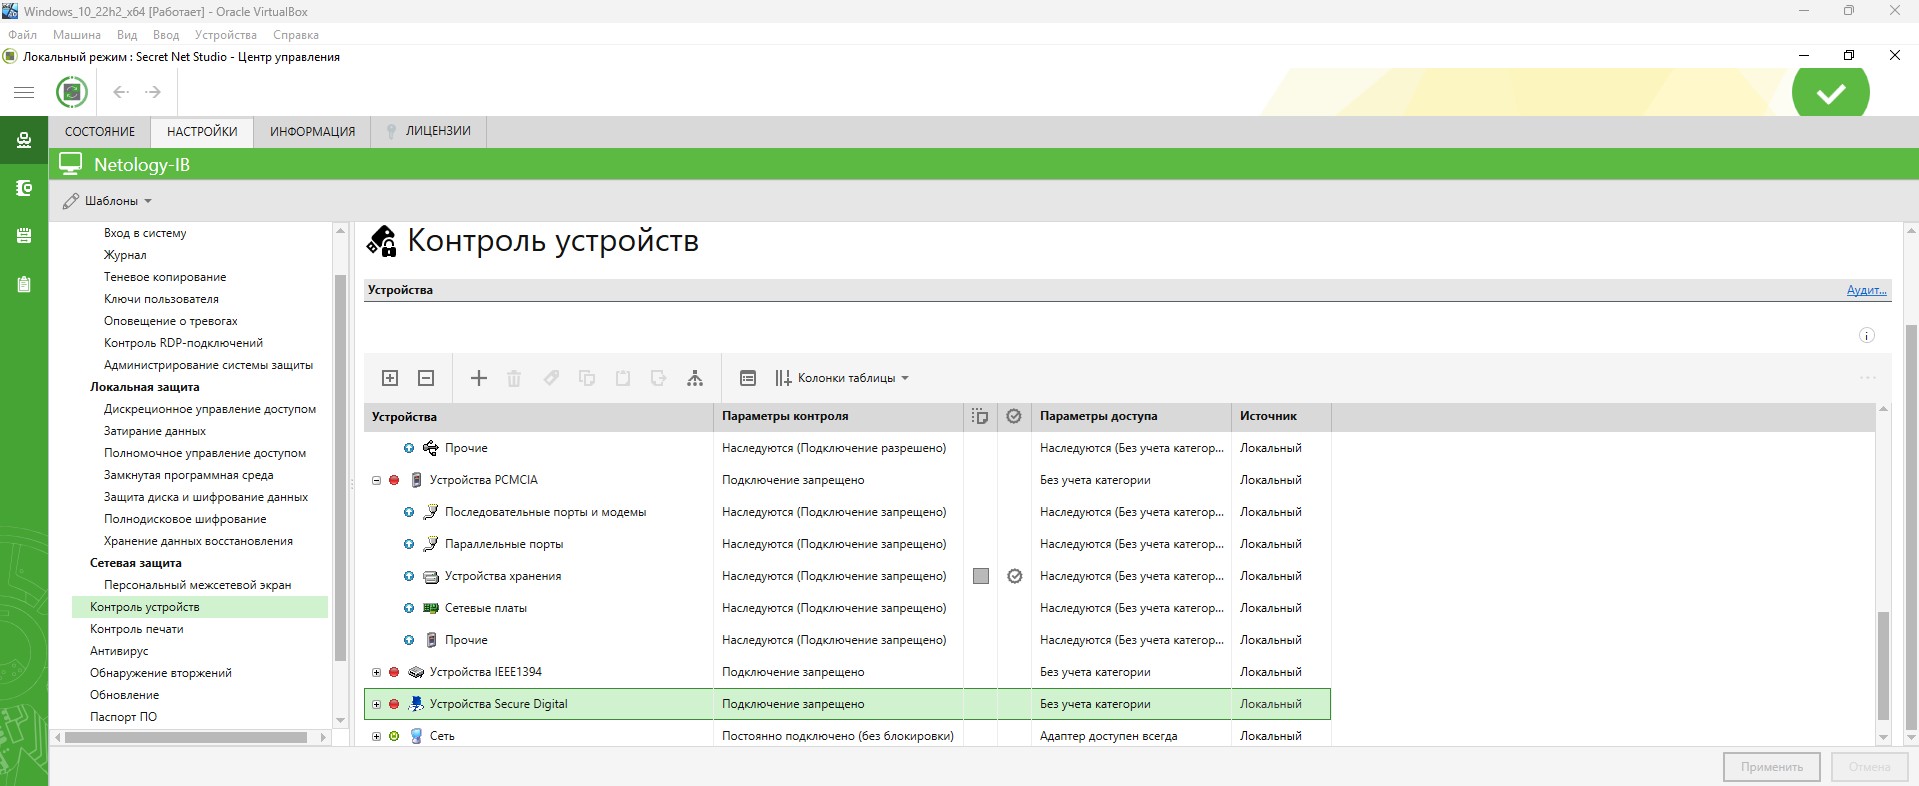 Windows_10_22h2_x64 [Работает] - Oracle VirtualBox
Файл Машина Вид Ввод Устройства Справка
Локальный режим : Secret Net Studio - Центр управления
СОСТОЯНИЕ НАСТРОЙКИ ИНФОРМАЦИЯ ЛИЦЕНЗИИ
Netology-IB
Шаблоны
Вход в систему
Журнал
Теневое копирование
Ключи пользователя
Оповещение о тревогах
Контроль RDP-подключений
Администрирование системы защиты
Локальная защита
Дискреционное управление доступом
Затирание данных
Полномочное управление доступом
Замкнутая программная среда
Защита диска и шифрование данных
Полнодисковое шифрование
Хранение данных восстановления
Сетевая защита
Персональный межсетевой экран
Контроль устройств
Контроль печати
Антивирус
Обнаружение вторжений
Обновление
Паспорт ПО
Контроль устройств
Устройства Аудит...
Колонки таблицы
Устройства Параметры контроля Параметры доступа Источник
Прочие Наследуются (Подключение разрешено) Наследуются (Без учета категор... Локальный
Устройства PCMCIA Подключение запрещено Без учета категории Локальный
Последовательные порты и модемы Наследуются (Подключение запрещено) Наследуются (Без учета категор... Локальный
Параллельные порты Наследуются (Подключение запрещено) Наследуются (Без учета категор... Локальный
Устройства хранения Наследуются (Подключение запрещено) Наследуются (Без учета категор... Локальный
Сетевые платы Наследуются (Подключение запрещено) Наследуются (Без учета категор... Локальный
Прочие Наследуются (Подключение запрещено) Наследуются (Без учета категор... Локальный
Устройства IEEE1394 Подключение запрещено Без учета категории Локальный
Устройства Secure Digital Подключение запрещено Без учета категории Локальный
Сеть Постоянно подключено (без блокировки) Адаптер доступен всегда Локальный
Применить Отмена